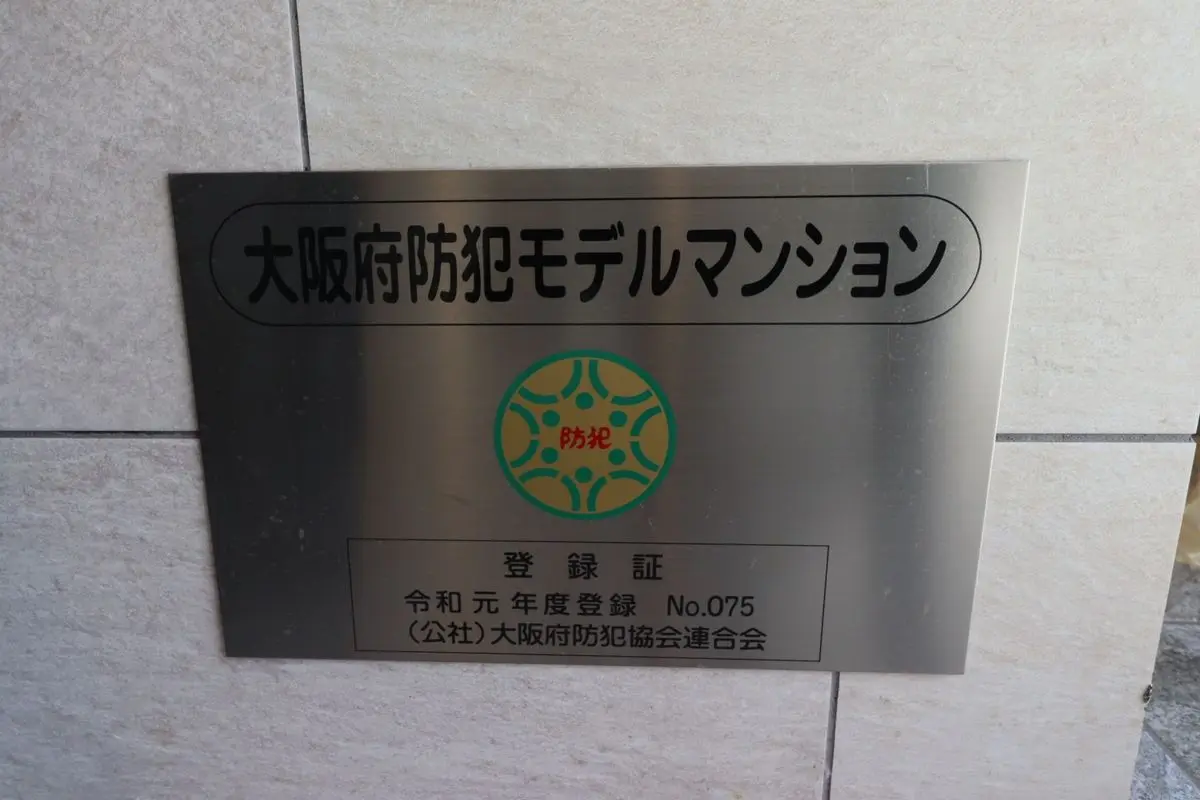 大阪府防犯モデルマンション
防犯
登録証
令和元年度登録 No.075
(公社)大阪府防犯協会連合会